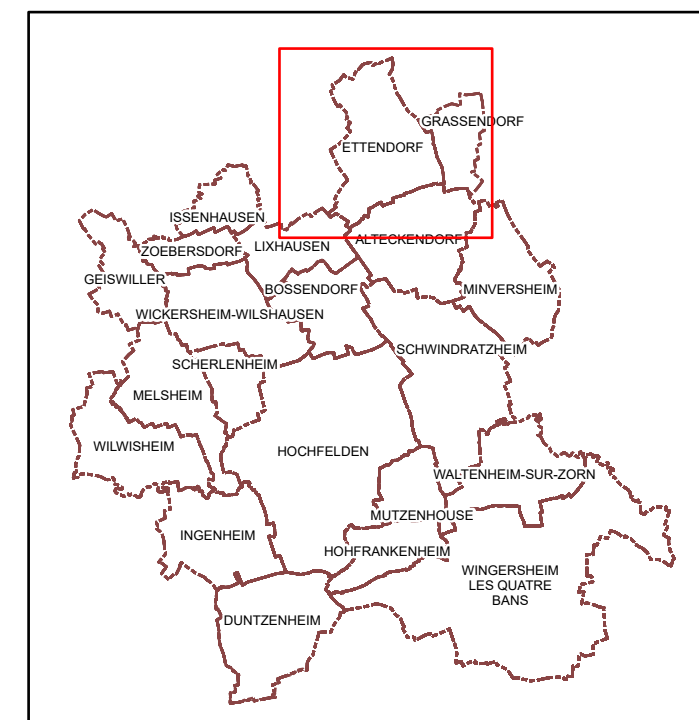 GRASSENDORF
ETTENDORF
ISSENHAUSEN
ALTECKENDORF
ZOEBERSDORF
LIXHAUSEN
GEISWILLER
BOSSENDORF
MINVERSHEIM
WICKERSHEIM-WILSHAUSEN
SCHWINDRATZHEIM
SCHERLENHEIM
MELSHEIM
WILWISHEIM
HOCHFELDEN
WALTENHEIM-SUR-ZORN
MUTZENHOUSE
INGENHEIM
HOHFRANKENHEIM
WINGERSHEIM
LES QUATRE
BANS
DUNTZENHEIM